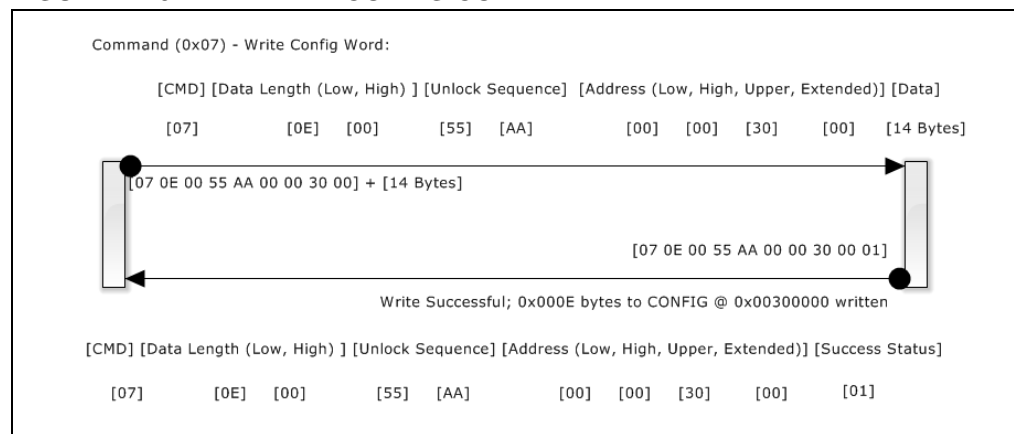 Command (0x07) - Write Config Word:
[CMD] [Data Length (Low, High) ] [Unlock Sequence] [Address (Low, High, Upper, Extended)] [Data]
[07] [0E] [00] [55] [AA] [00] [00] [30] [00] [14 Bytes]
[07 0E 00 55 AA 00 00 30 00] + [14 Bytes]
[07 0E 00 55 AA 00 00 30 00 01]
Write Successful; 0x000E bytes to CONFIG @ 0x00300000 written
[CMD] [Data Length (Low, High) ] [Unlock Sequence] [Address (Low, High, Upper, Extended)] [Success Status]
[07] [0E] [00] [55] [AA] [00] [00] [30] [00] [01]